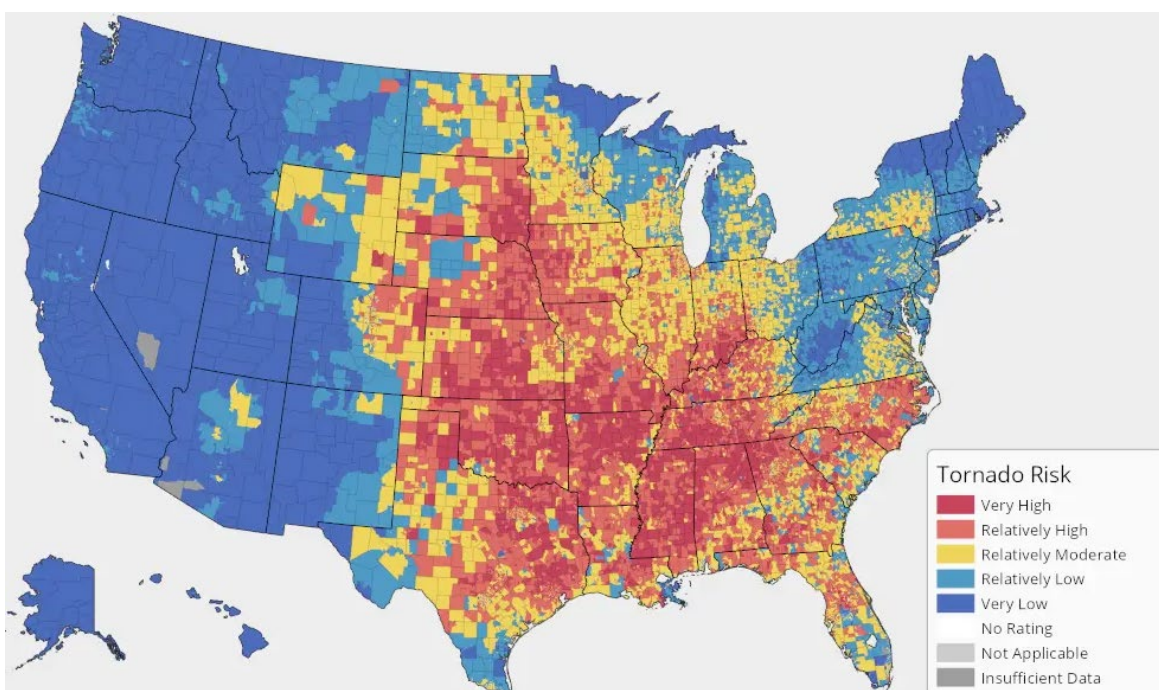 Tornado Risk
Very High
Relatively High
Relatively Moderate
Relatively Low
Very Low
No Rating
Not Applicable
Insufficient Data